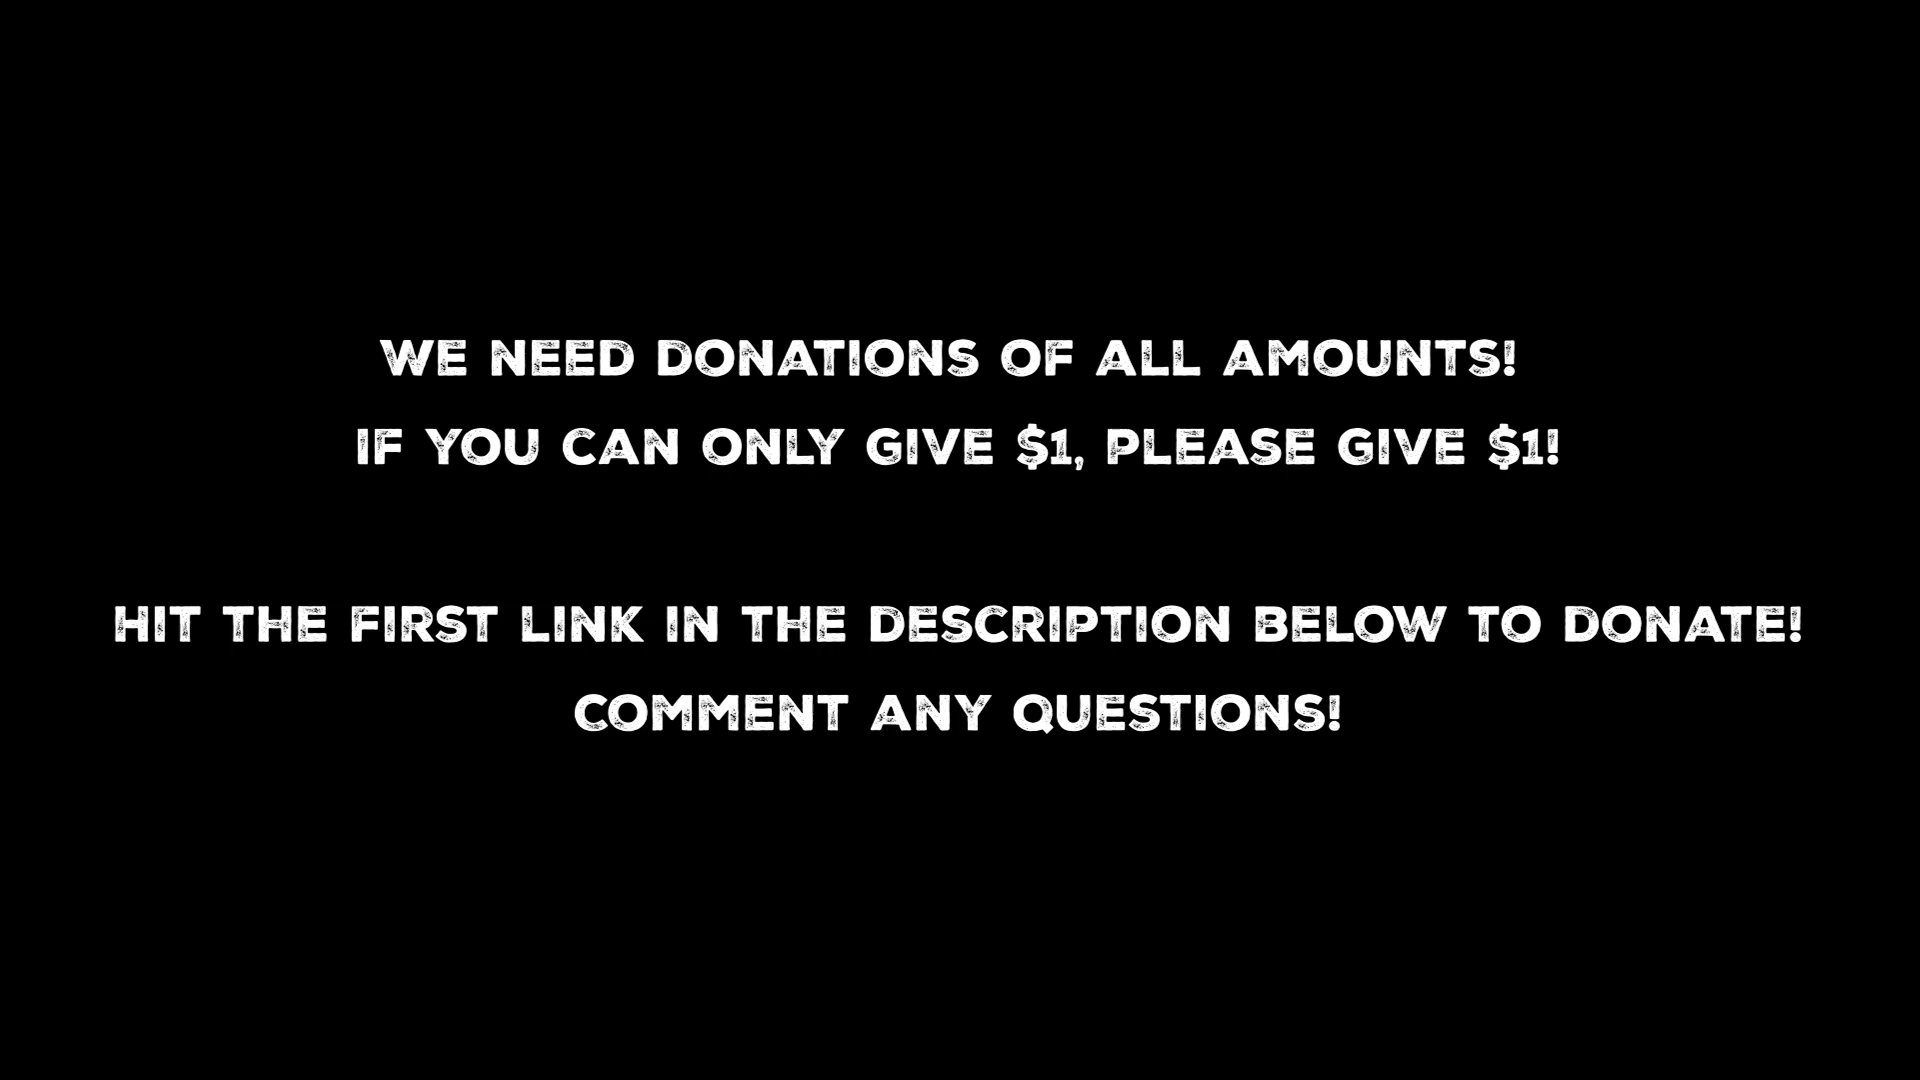 WE NEED DONATIONS OF ALL AMOUNTS!
IF YOU CAN ONLY GIVE $1, PLEASE GIVE $1!
HIT THE FIRST LINK IN THE DESCRIPTION BELOW TO DONATE!
COMMENT ANY QUESTIONS!